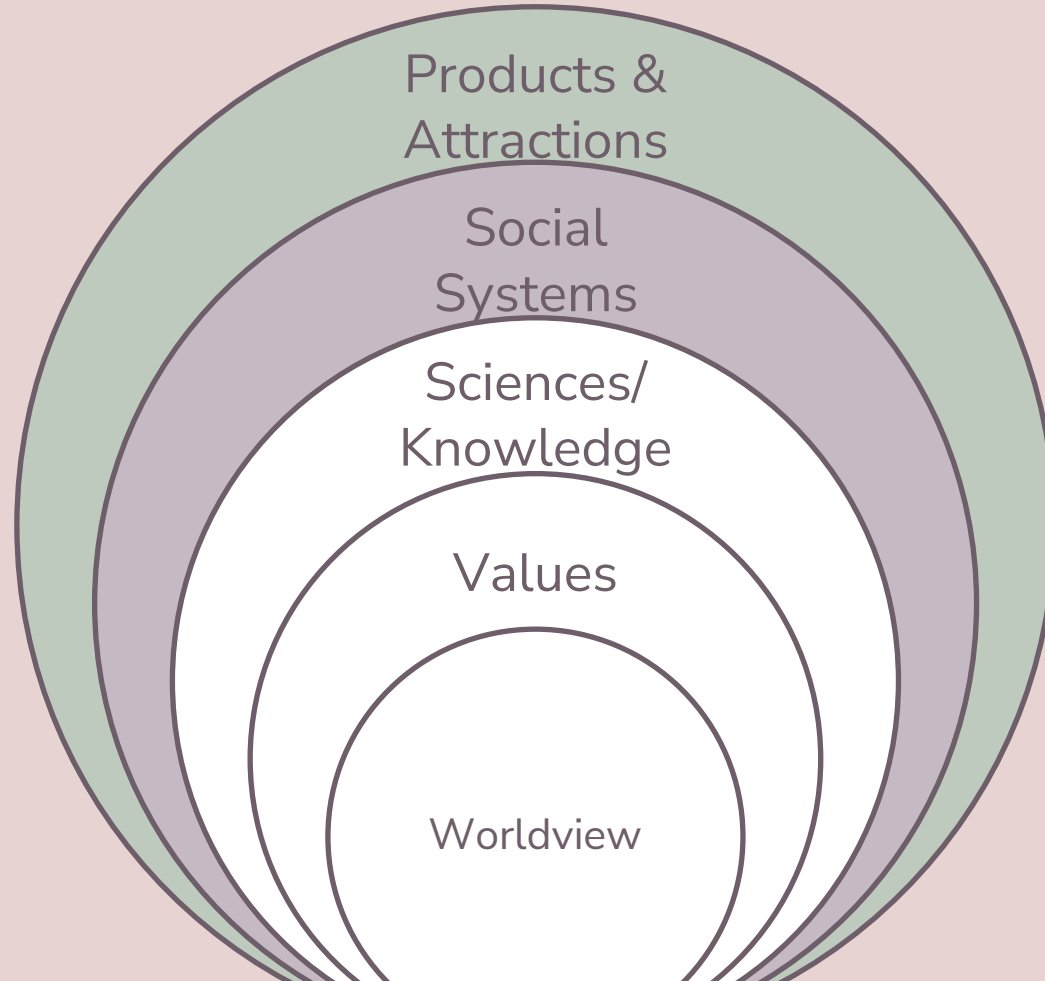 Products &
Attractions
Social
Systems
Sciences/
Knowledge
Values
Worldview